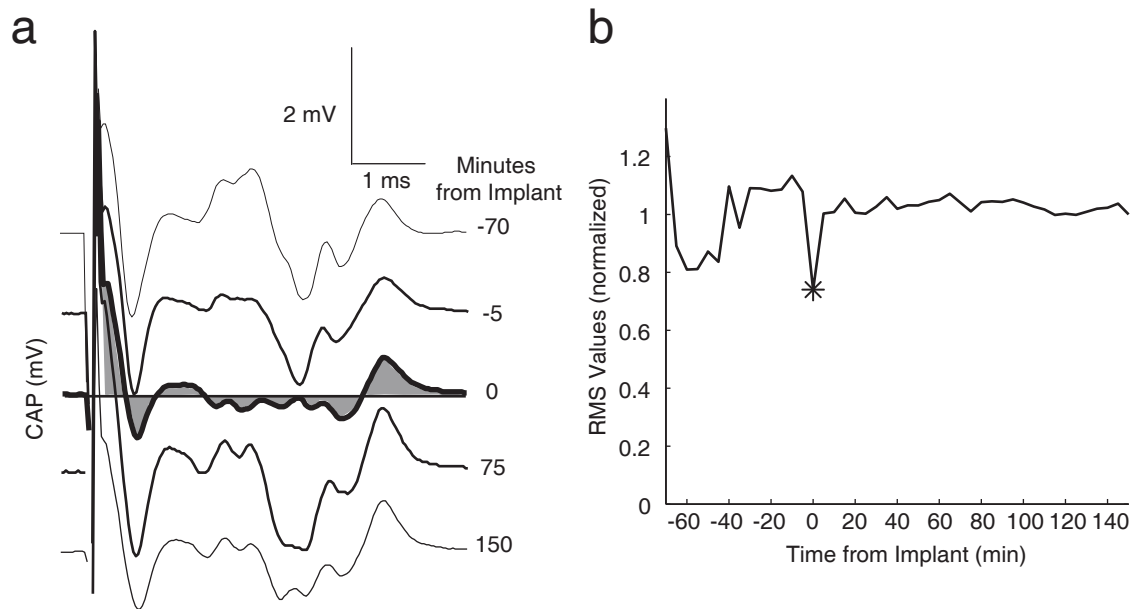 a
2 mV
1 ms
Minutes
from Implant
-70
-5
0
75
150
CAP (mV)
b
1.2
1
0.8
0.6
0.4
0.2
0
-60 -40 -20 0 20 40 60 80 100 120 140
RMS Values (normalized)
Time from Implant (min)